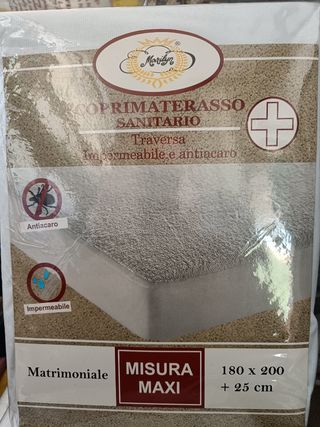 Marilyn
®
COPRIMATERASSO
SANITARIO
Traversa
Impermeabile e antiacaro
Antiacaro
Impermeabile
Matrimoniale
MISURA
MAXI
180 x 200
+ 25 cm